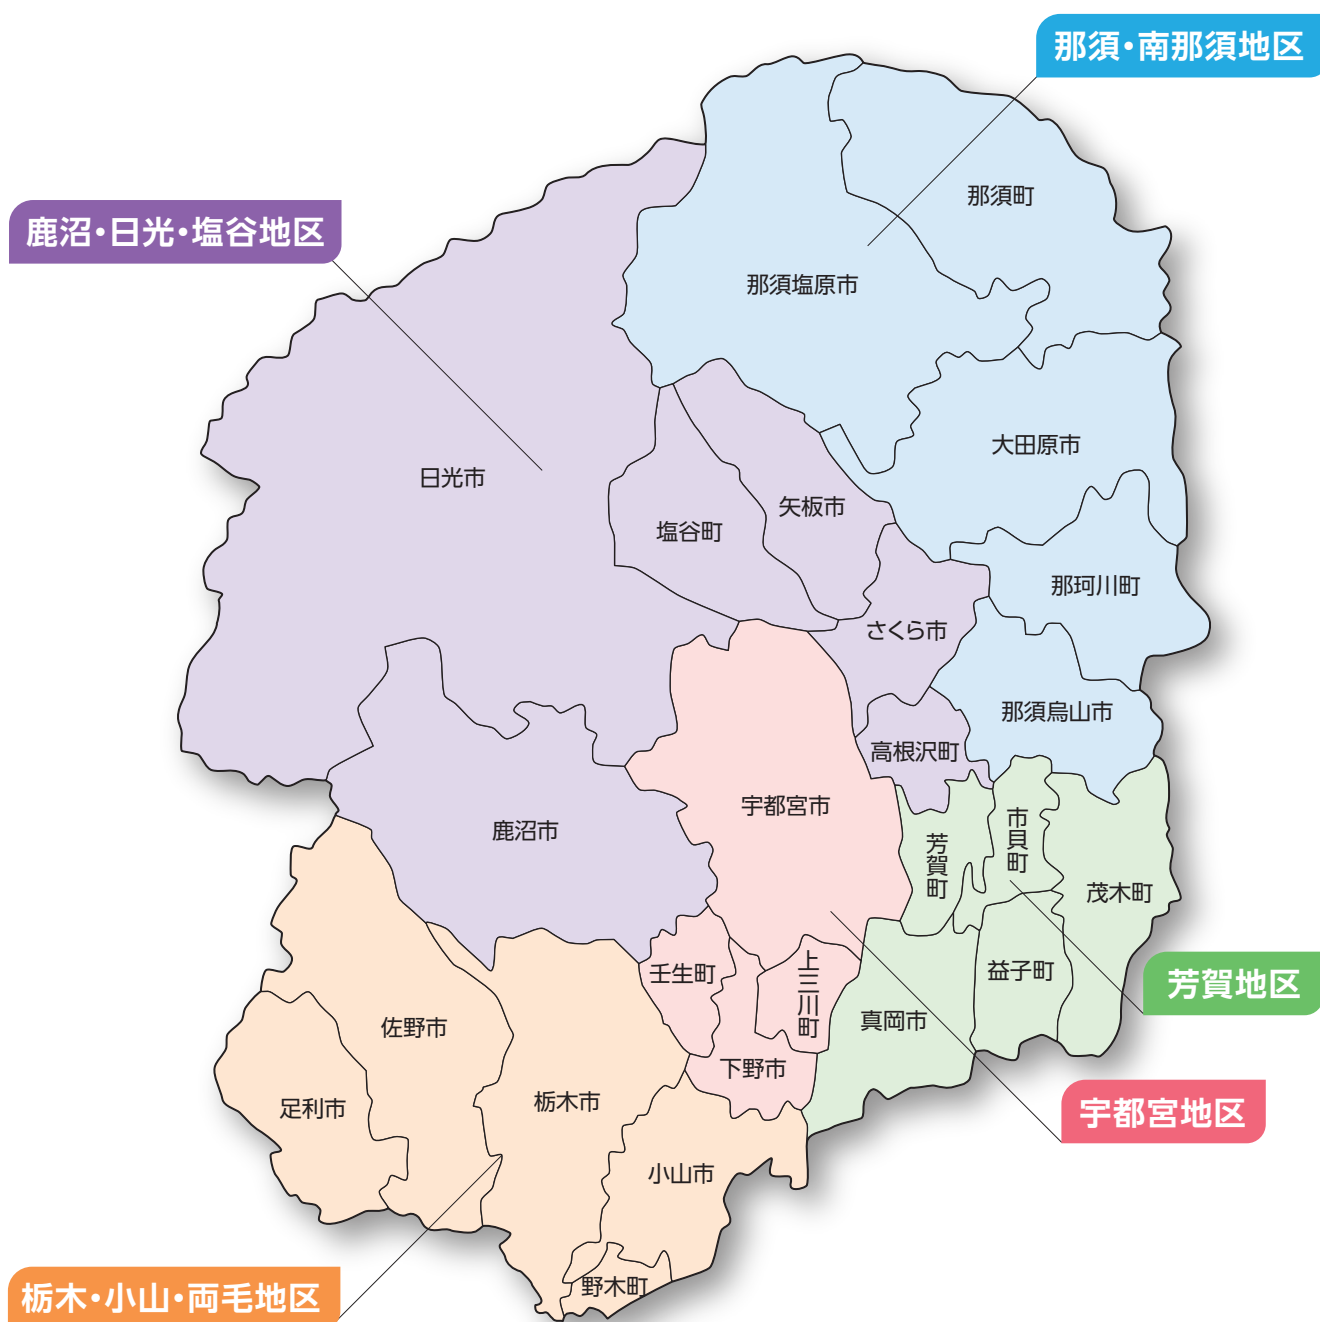 那須・南那須地区
那須町
鹿沼・日光・塩谷地区
那須塩原市
大田原市
日光市
矢板市
塩谷町
那珂川町
さくら市
那須烏山市
高根沢町
宇都宮市
鹿沼市
市貝町
芳賀町
茂木町
壬生町
上三川町
益子町
芳賀地区
真岡市
佐野市
下野市
足利市
栃木市
宇都宮地区
小山市
野木町
栃木・小山・両毛地区